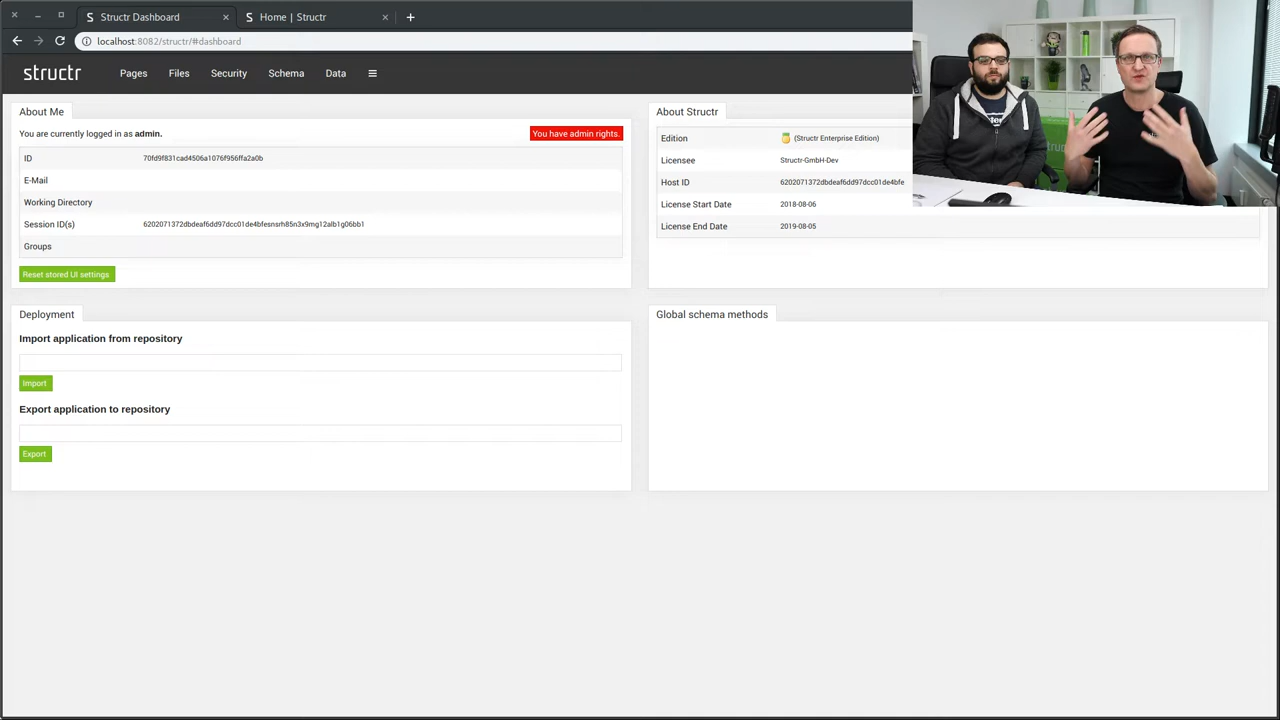 Structr Dashboard
Home | Structr
localhost:8082/structr/#dashboard
structr
Pages Files Security Schema Data
About Me
You are currently logged in as admin.
You have admin rights.
ID 70fd9f831cad4506a1076f956ffa2a0b
E-Mail
Working Directory
Session ID(s) 6202071372dbdeaf6dd97dcc01de4bfesnsrh85n3x9mg12alb1g06bb1
Groups
Reset stored UI settings
About Structr
Edition (Structr Enterprise Edition)
Licensee Structr-GmbH-Dev
Host ID 6202071372dbdeaf6dd97dcc01de4bfe
License Start Date 2018-08-06
License End Date 2019-08-05
Deployment
Import application from repository
Import
Export application to repository
Export
Global schema methods